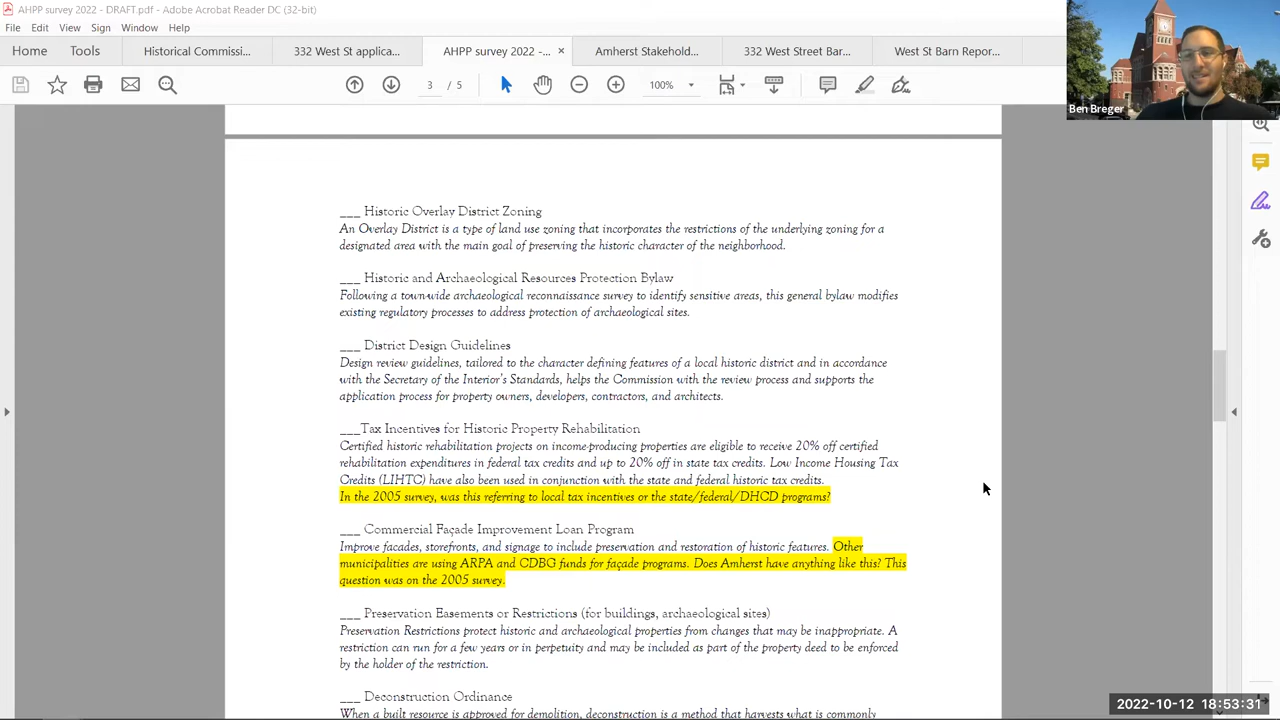 AHPP survey 2022 - DRAFT.pdf - Adobe Acrobat Reader DC (32-bit)
File Edit View Sign Window Help
Home Tools Historical Commissi... 332 West St applica... AHPP survey 2022 -... × Amherst Stakehold... 332 West Street Bar... West St Barn Repor...
3 / 5 100%
Ben Breger
___ Historic Overlay District Zoning
An Overlay District is a type of land use zoning that incorporates the restrictions of the underlying zoning for a
designated area with the main goal of preserving the historic character of the neighborhood.
___ Historic and Archaeological Resources Protection Bylaw
Following a town-wide archaeological reconnaissance survey to identify sensitive areas, this general bylaw modifies
existing regulatory processes to address protection of archaeological sites.
___ District Design Guidelines
Design review guidelines, tailored to the character defining features of a local historic district and in accordance
with the Secretary of the Interior's Standards, helps the Commission with the review process and supports the
application process for property owners, developers, contractors, and architects.
___Tax Incentives for Historic Property Rehabilitation
Certified historic rehabilitation projects on income-producing properties are eligible to receive 20% off certified
rehabilitation expenditures in federal tax credits and up to 20% off in state tax credits. Low Income Housing Tax
Credits (LIHTC) have also been used in conjunction with the state and federal historic tax credits.
In the 2005 survey, was this referring to local tax incentives or the state/federal/DHCD programs?
___ Commercial Façade Improvement Loan Program
Improve facades, storefronts, and signage to include preservation and restoration of historic features. Other
municipalities are using ARPA and CDBG funds for façade programs. Does Amherst have anything like this? This
question was on the 2005 survey.
___ Preservation Easements or Restrictions (for buildings, archaeological sites)
Preservation Restrictions protect historic and archaeological properties from changes that may be inappropriate. A
restriction can run for a few years or in perpetuity and may be included as part of the property deed to be enforced
by the holder of the restriction.
___ Deconstruction Ordinance
When a built resource is approved for demolition, deconstruction is a method that harvests what is commonly
2022-10-12 18:53:31